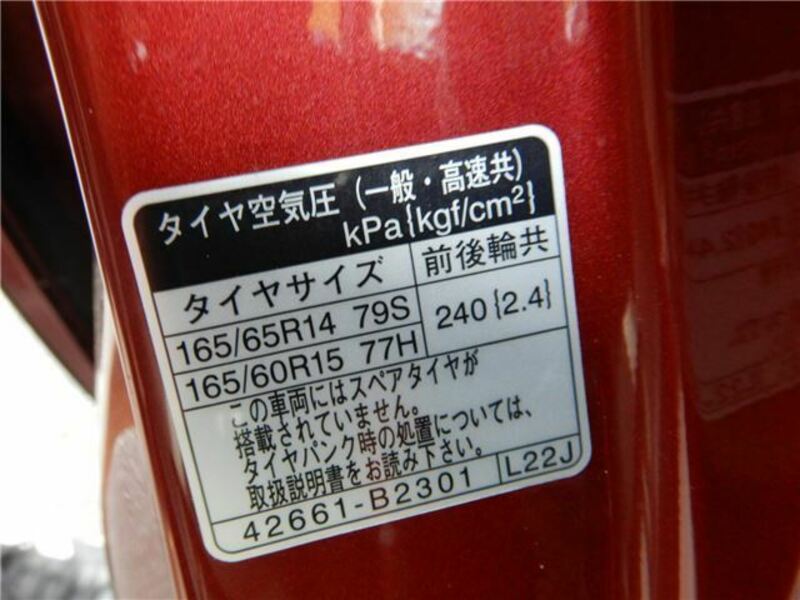 タイヤ空気圧（一般・高速共）
kPa{kgf/cm²}
タイヤサイズ 前後輪共
165/65R14 79S 240{2.4}
165/60R15 77H
この車両にはスペアタイヤが
搭載されていません。
タイヤパンク時の処置については、
取扱説明書をお読み下さい。
42661-B2301 L22J